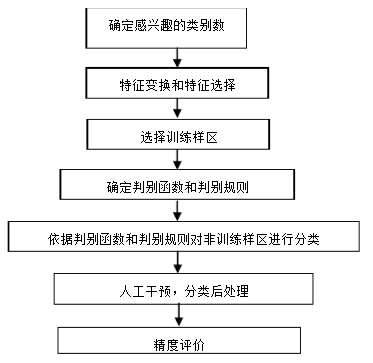 确定感兴趣的类别数
特征变换和特征选择
选择训练样区
确定判别函数和判别规则
依据判别函数和判别规则对非训练样区进行分类
人工干预，分类后处理
精度评价